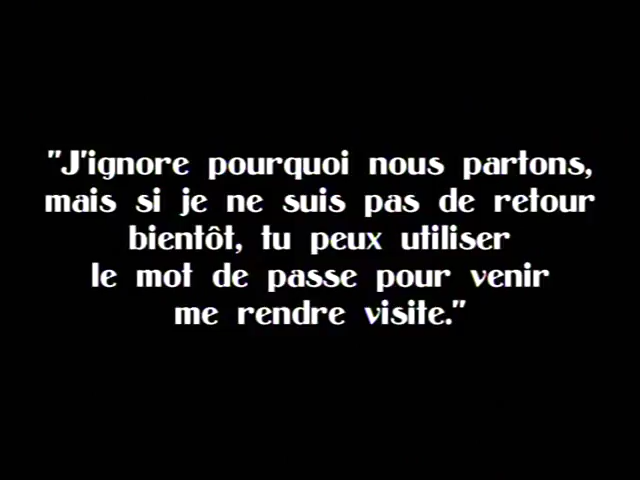 "J'ignore pourquoi nous partons,
mais si je ne suis pas de retour
bientôt, tu peux utiliser
le mot de passe pour venir
me rendre visite."